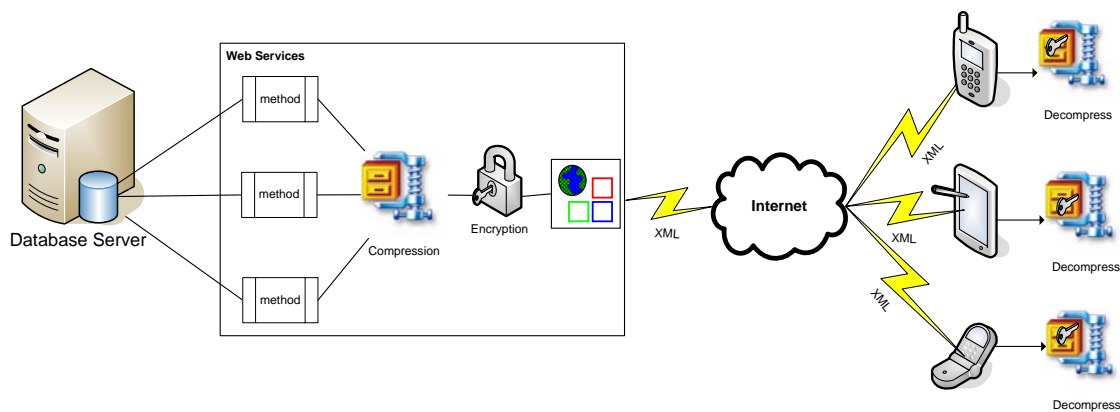 Web Services
method
method
method
Database Server
Compression
Encryption
XML
Internet
XML
XML
XML
Decompress
Decompress
Decompress